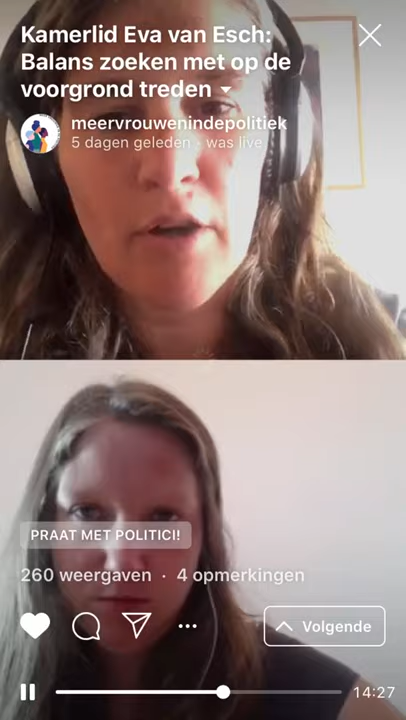 Kamerlid Eva van Esch:
Balans zoeken met op de
voorgrond treden
meervrouwenindepolitiek
5 dagen geleden · was live
PRAAT MET POLITICI!
260 weergaven · 4 opmerkingen
Volgende
14:27